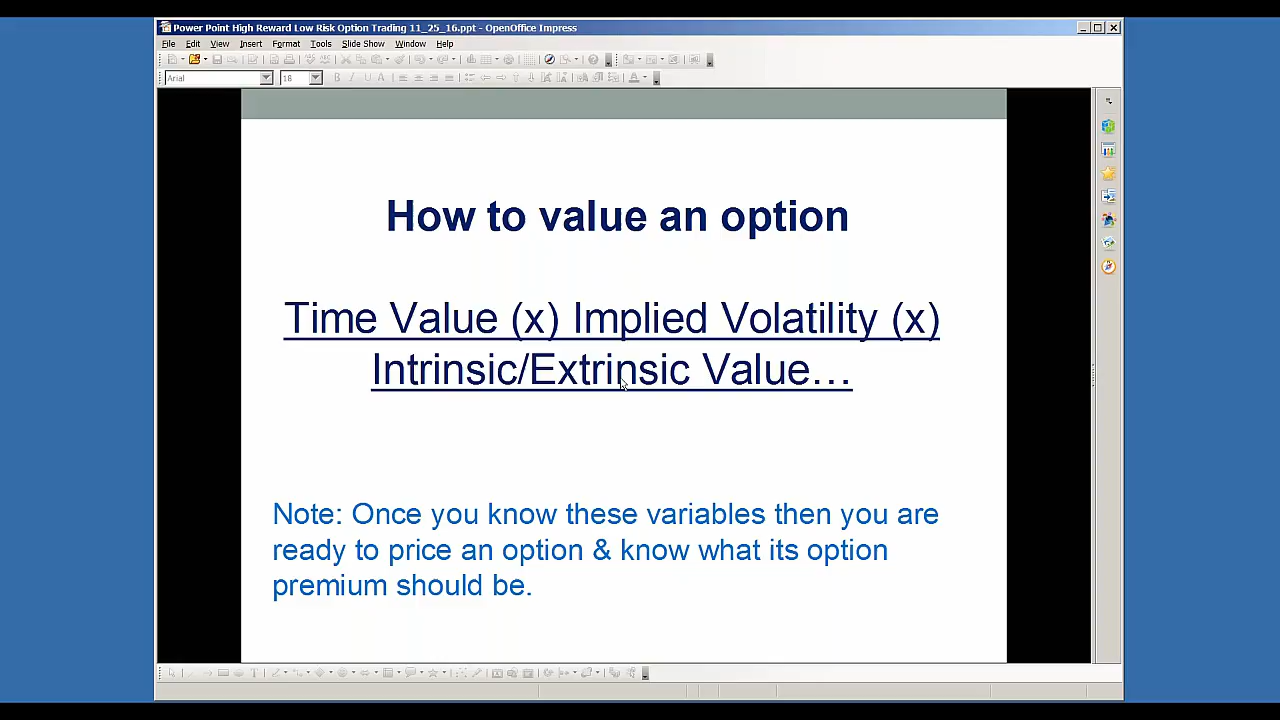 Power Point High Reward Low Risk Option Trading 11_25_16.ppt - OpenOffice Impress
File Edit View Insert Format Tools Slide Show Window Help
Arial 18
How to value an option
Time Value (x) Implied Volatility (x)
Intrinsic/Extrinsic Value…
Note: Once you know these variables then you are
ready to price an option & know what its option
premium should be.